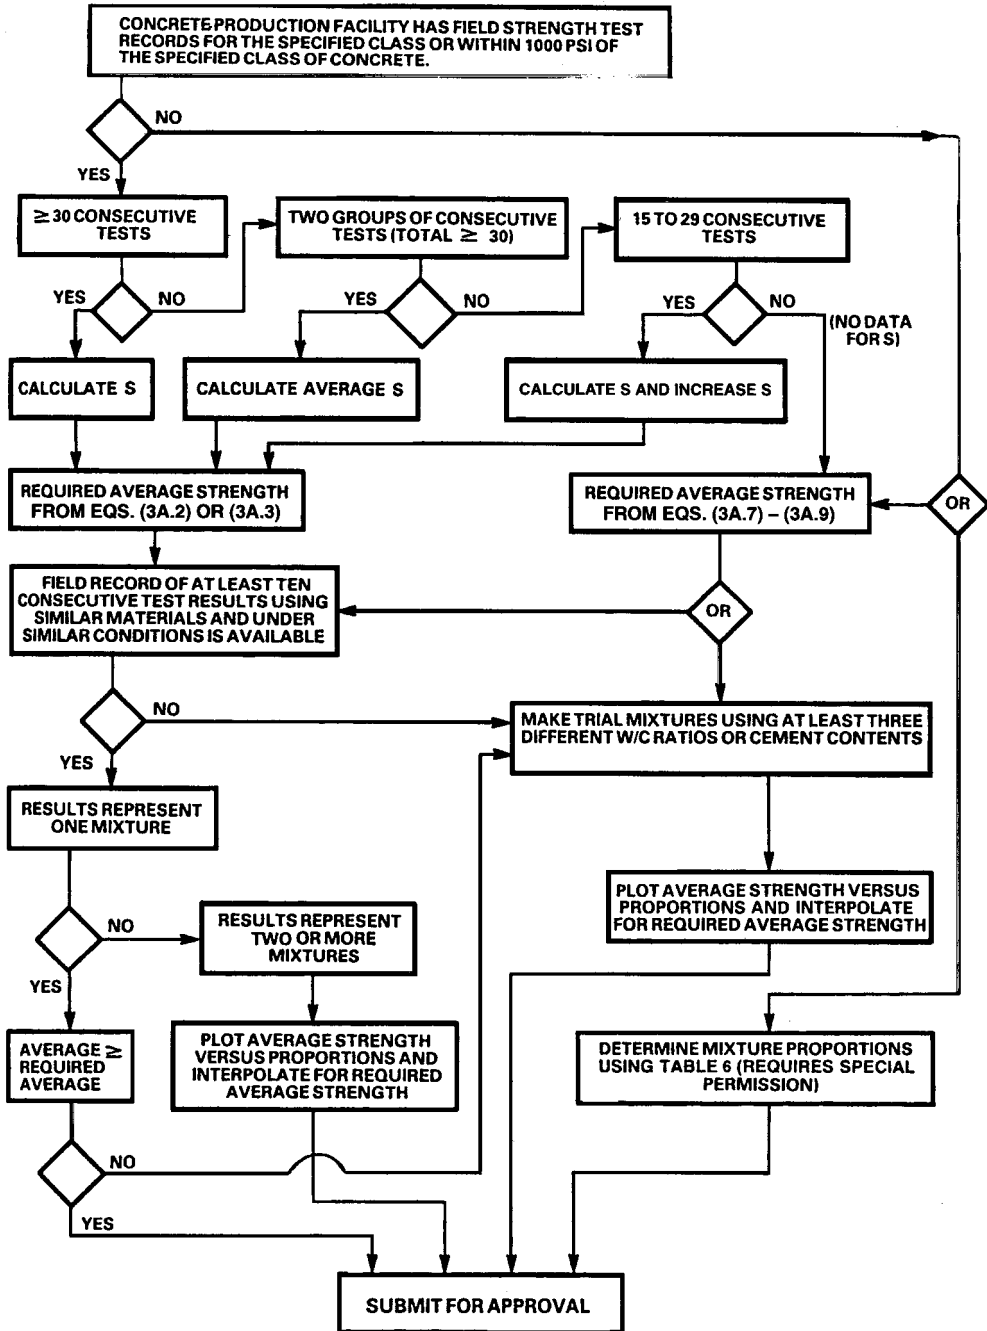 CONCRETE PRODUCTION FACILITY HAS FIELD STRENGTH TEST
RECORDS FOR THE SPECIFIED CLASS OR WITHIN 1000 PSI OF
THE SPECIFIED CLASS OF CONCRETE.
NO
YES
≥ 30 CONSECUTIVE
TESTS
TWO GROUPS OF CONSECUTIVE
TESTS (TOTAL ≥ 30)
15 TO 29 CONSECUTIVE
TESTS
YES
NO
YES
NO
YES
NO
(NO DATA
FOR S)
CALCULATE S
CALCULATE AVERAGE S
CALCULATE S AND INCREASE S
REQUIRED AVERAGE STRENGTH
FROM EQS. (3A.2) OR (3A.3)
REQUIRED AVERAGE STRENGTH
FROM EQS. (3A.7) – (3A.9)
OR
FIELD RECORD OF AT LEAST TEN
CONSECUTIVE TEST RESULTS USING
SIMILAR MATERIALS AND UNDER
SIMILAR CONDITIONS IS AVAILABLE
OR
NO
YES
MAKE TRIAL MIXTURES USING AT LEAST THREE
DIFFERENT W/C RATIOS OR CEMENT CONTENTS
RESULTS REPRESENT
ONE MIXTURE
PLOT AVERAGE STRENGTH VERSUS
PROPORTIONS AND INTERPOLATE
FOR REQUIRED AVERAGE STRENGTH
NO
YES
RESULTS REPRESENT
TWO OR MORE
MIXTURES
AVERAGE ≥
REQUIRED
AVERAGE
PLOT AVERAGE STRENGTH
VERSUS PROPORTIONS AND
INTERPOLATE FOR REQUIRED
AVERAGE STRENGTH
DETERMINE MIXTURE PROPORTIONS
USING TABLE 6 (REQUIRES SPECIAL
PERMISSION)
NO
YES
SUBMIT FOR APPROVAL